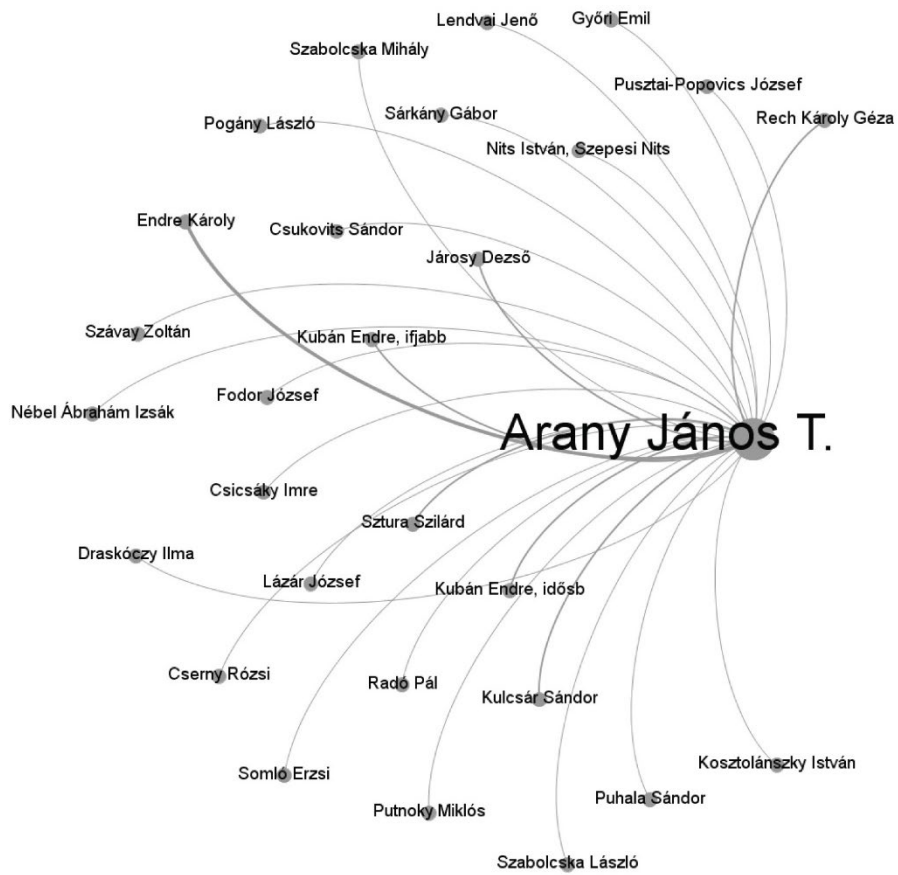 Lendvai Jenő
Győri Emil
Szabolcska Mihály
Pusztai-Popovics József
Sárkány Gábor
Rech Károly Géza
Pogány László
Nits István, Szepesi Nits
Endre Károly
Csukovits Sándor
Járosy Dezső
Szávay Zoltán
Kubán Endre, ifjabb
Fodor József
Nébel Ábrahám Izsák
Arany János T.
Csicsáky Imre
Sztura Szilárd
Draskóczy Ilma
Lázár József
Kubán Endre, idősb
Cserny Rózsi
Radó Pál
Kulcsár Sándor
Kosztolánszky István
Somló Erzsi
Puhala Sándor
Putnoky Miklós
Szabolcska László